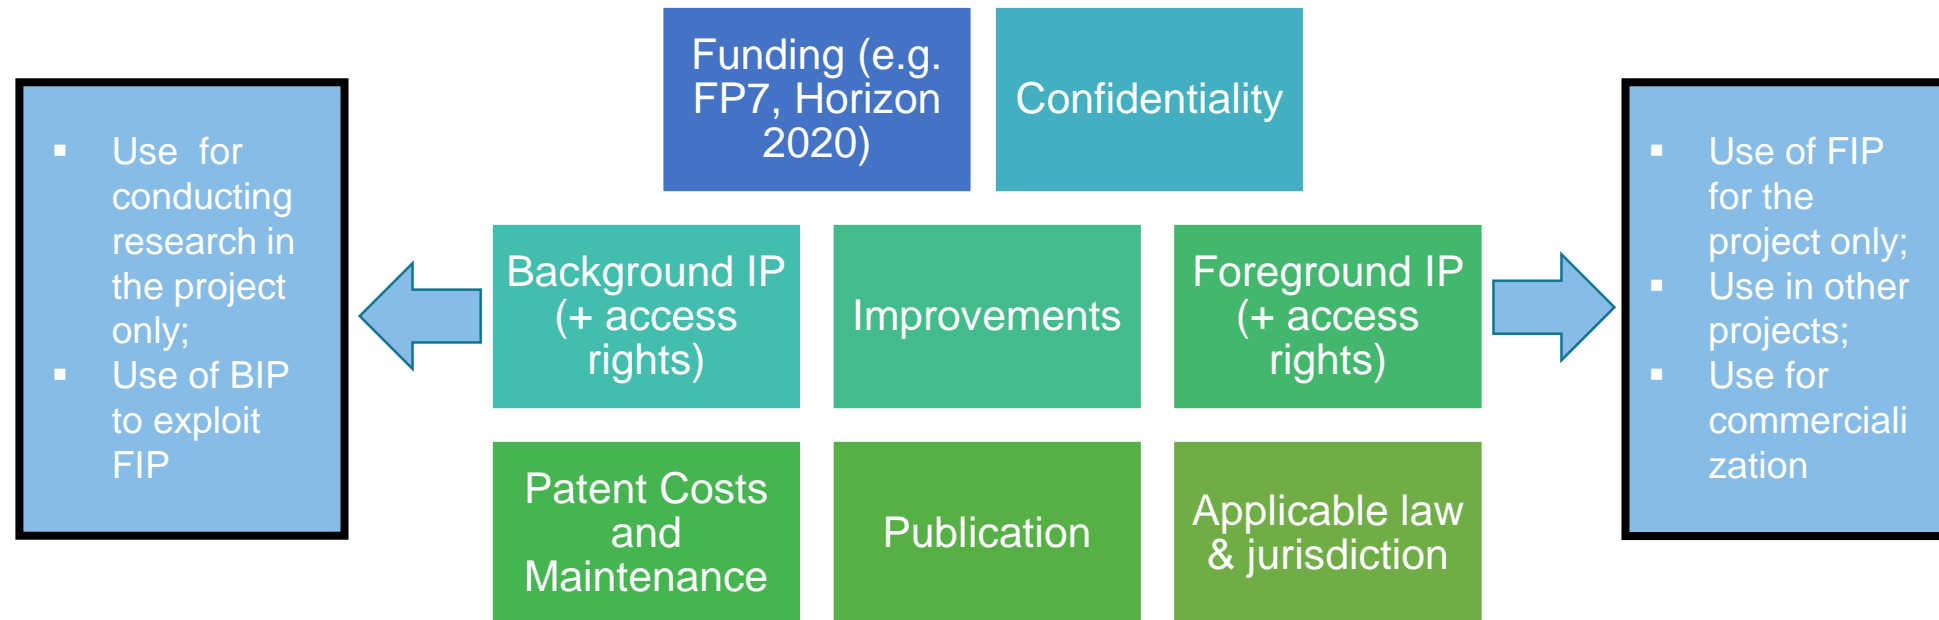 Funding (e.g.
FP7, Horizon
2020)
Confidentiality
▪ Use for
conducting
research in
the project
only;
▪ Use of BIP
to exploit
FIP
Background IP
(+ access
rights)
Improvements
Foreground IP
(+ access
rights)
▪ Use of FIP
for the
project only;
▪ Use in other
projects;
▪ Use for
commerciali
zation
Patent Costs
and
Maintenance
Publication
Applicable law
& jurisdiction